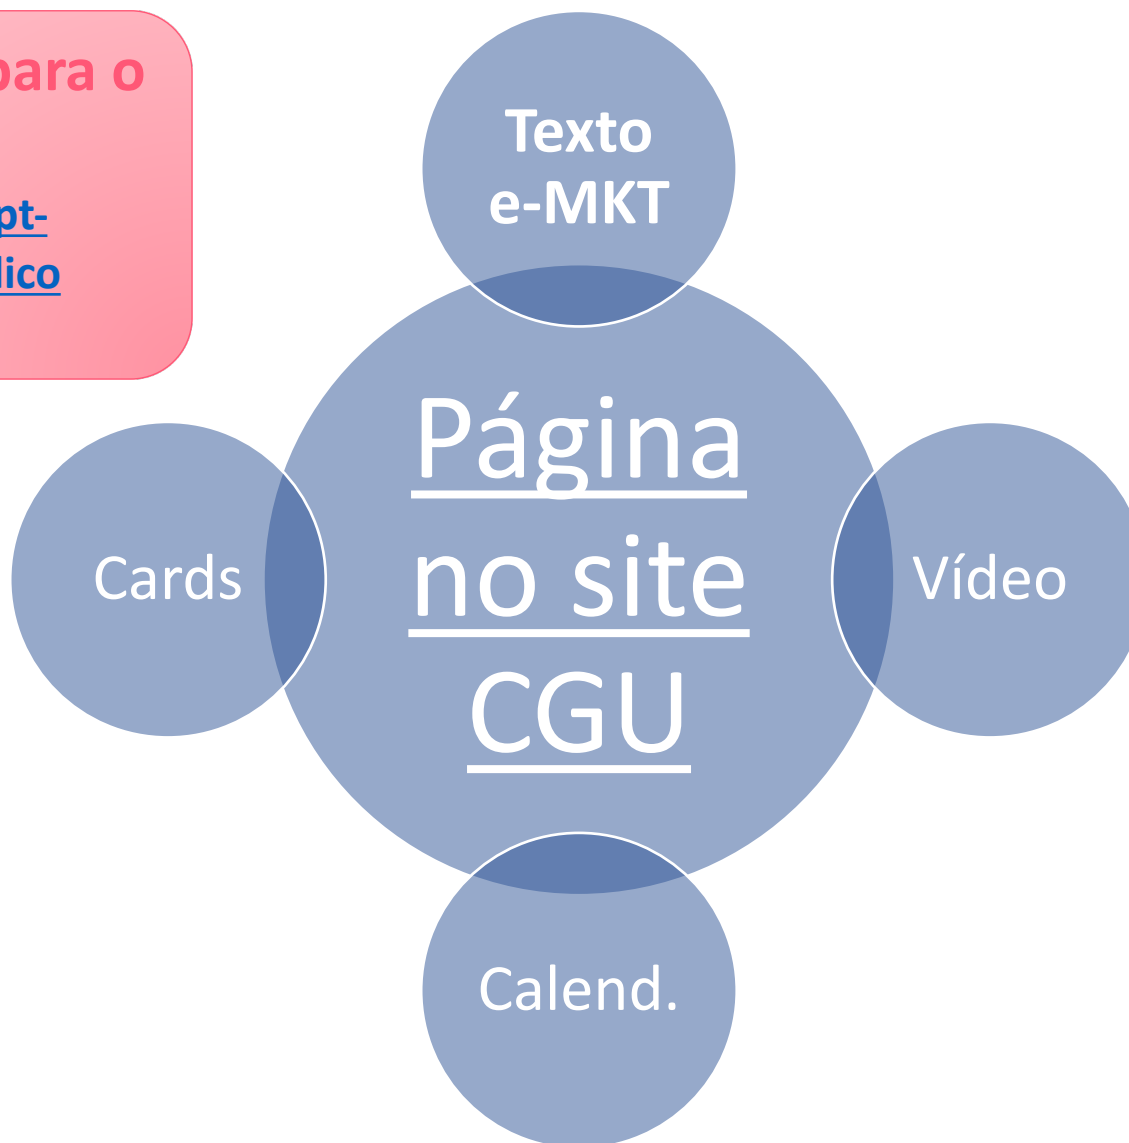 para o
pt-
lico
Texto
e-MKT
Página
no site
CGU
Cards
Vídeo
Calend.